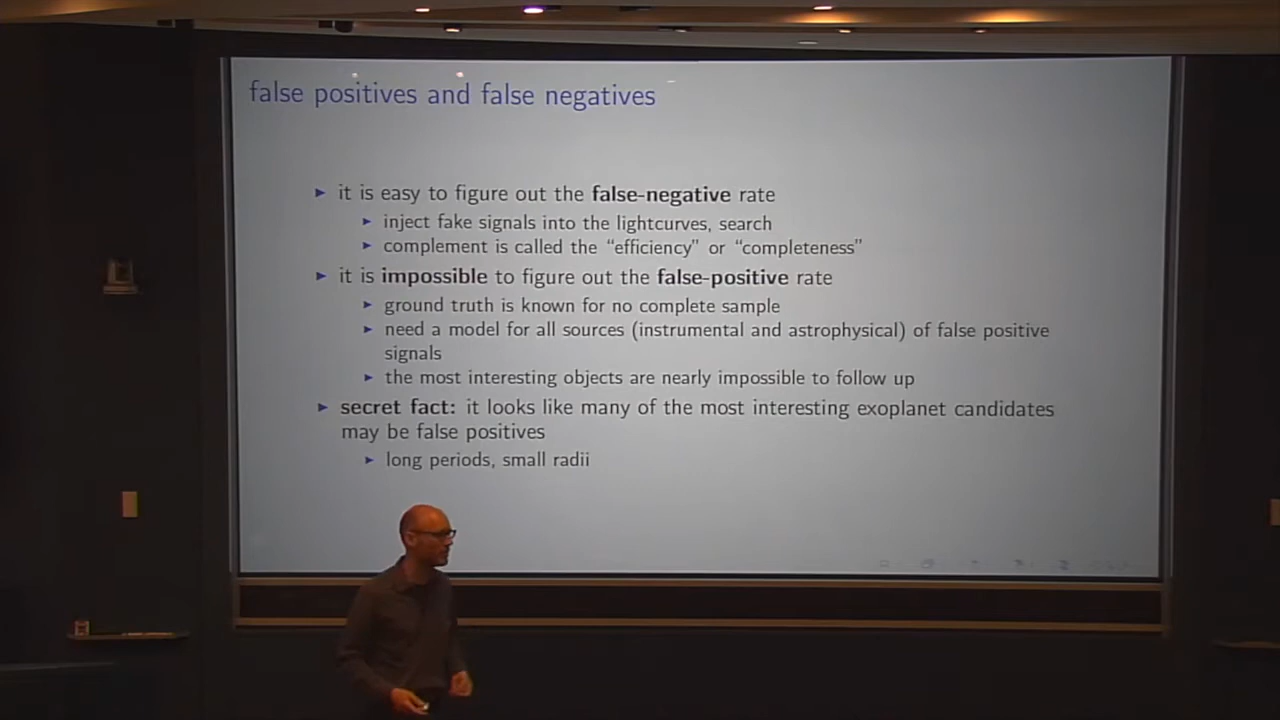 false positives and false negatives
► it is easy to figure out the false-negative rate
► inject fake signals into the lightcurves, search
► complement is called the “efficiency” or “completeness”
► it is impossible to figure out the false-positive rate
► ground truth is known for no complete sample
► need a model for all sources (instrumental and astrophysical) of false positive
signals
► the most interesting objects are nearly impossible to follow up
► secret fact: it looks like many of the most interesting exoplanet candidates
may be false positives
► long periods, small radii